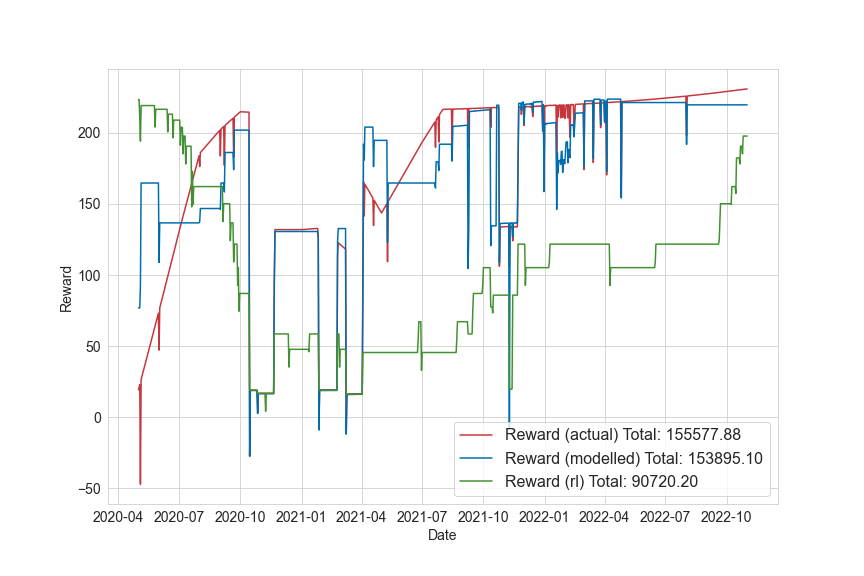 200
150
100
50
0
−50
Reward
2020-04 2020-07 2020-10 2021-01 2021-04 2021-07 2021-10 2022-01 2022-04 2022-07 2022-10
Date
Reward (actual) Total: 155577.88
Reward (modelled) Total: 153895.10
Reward (rl) Total: 90720.20